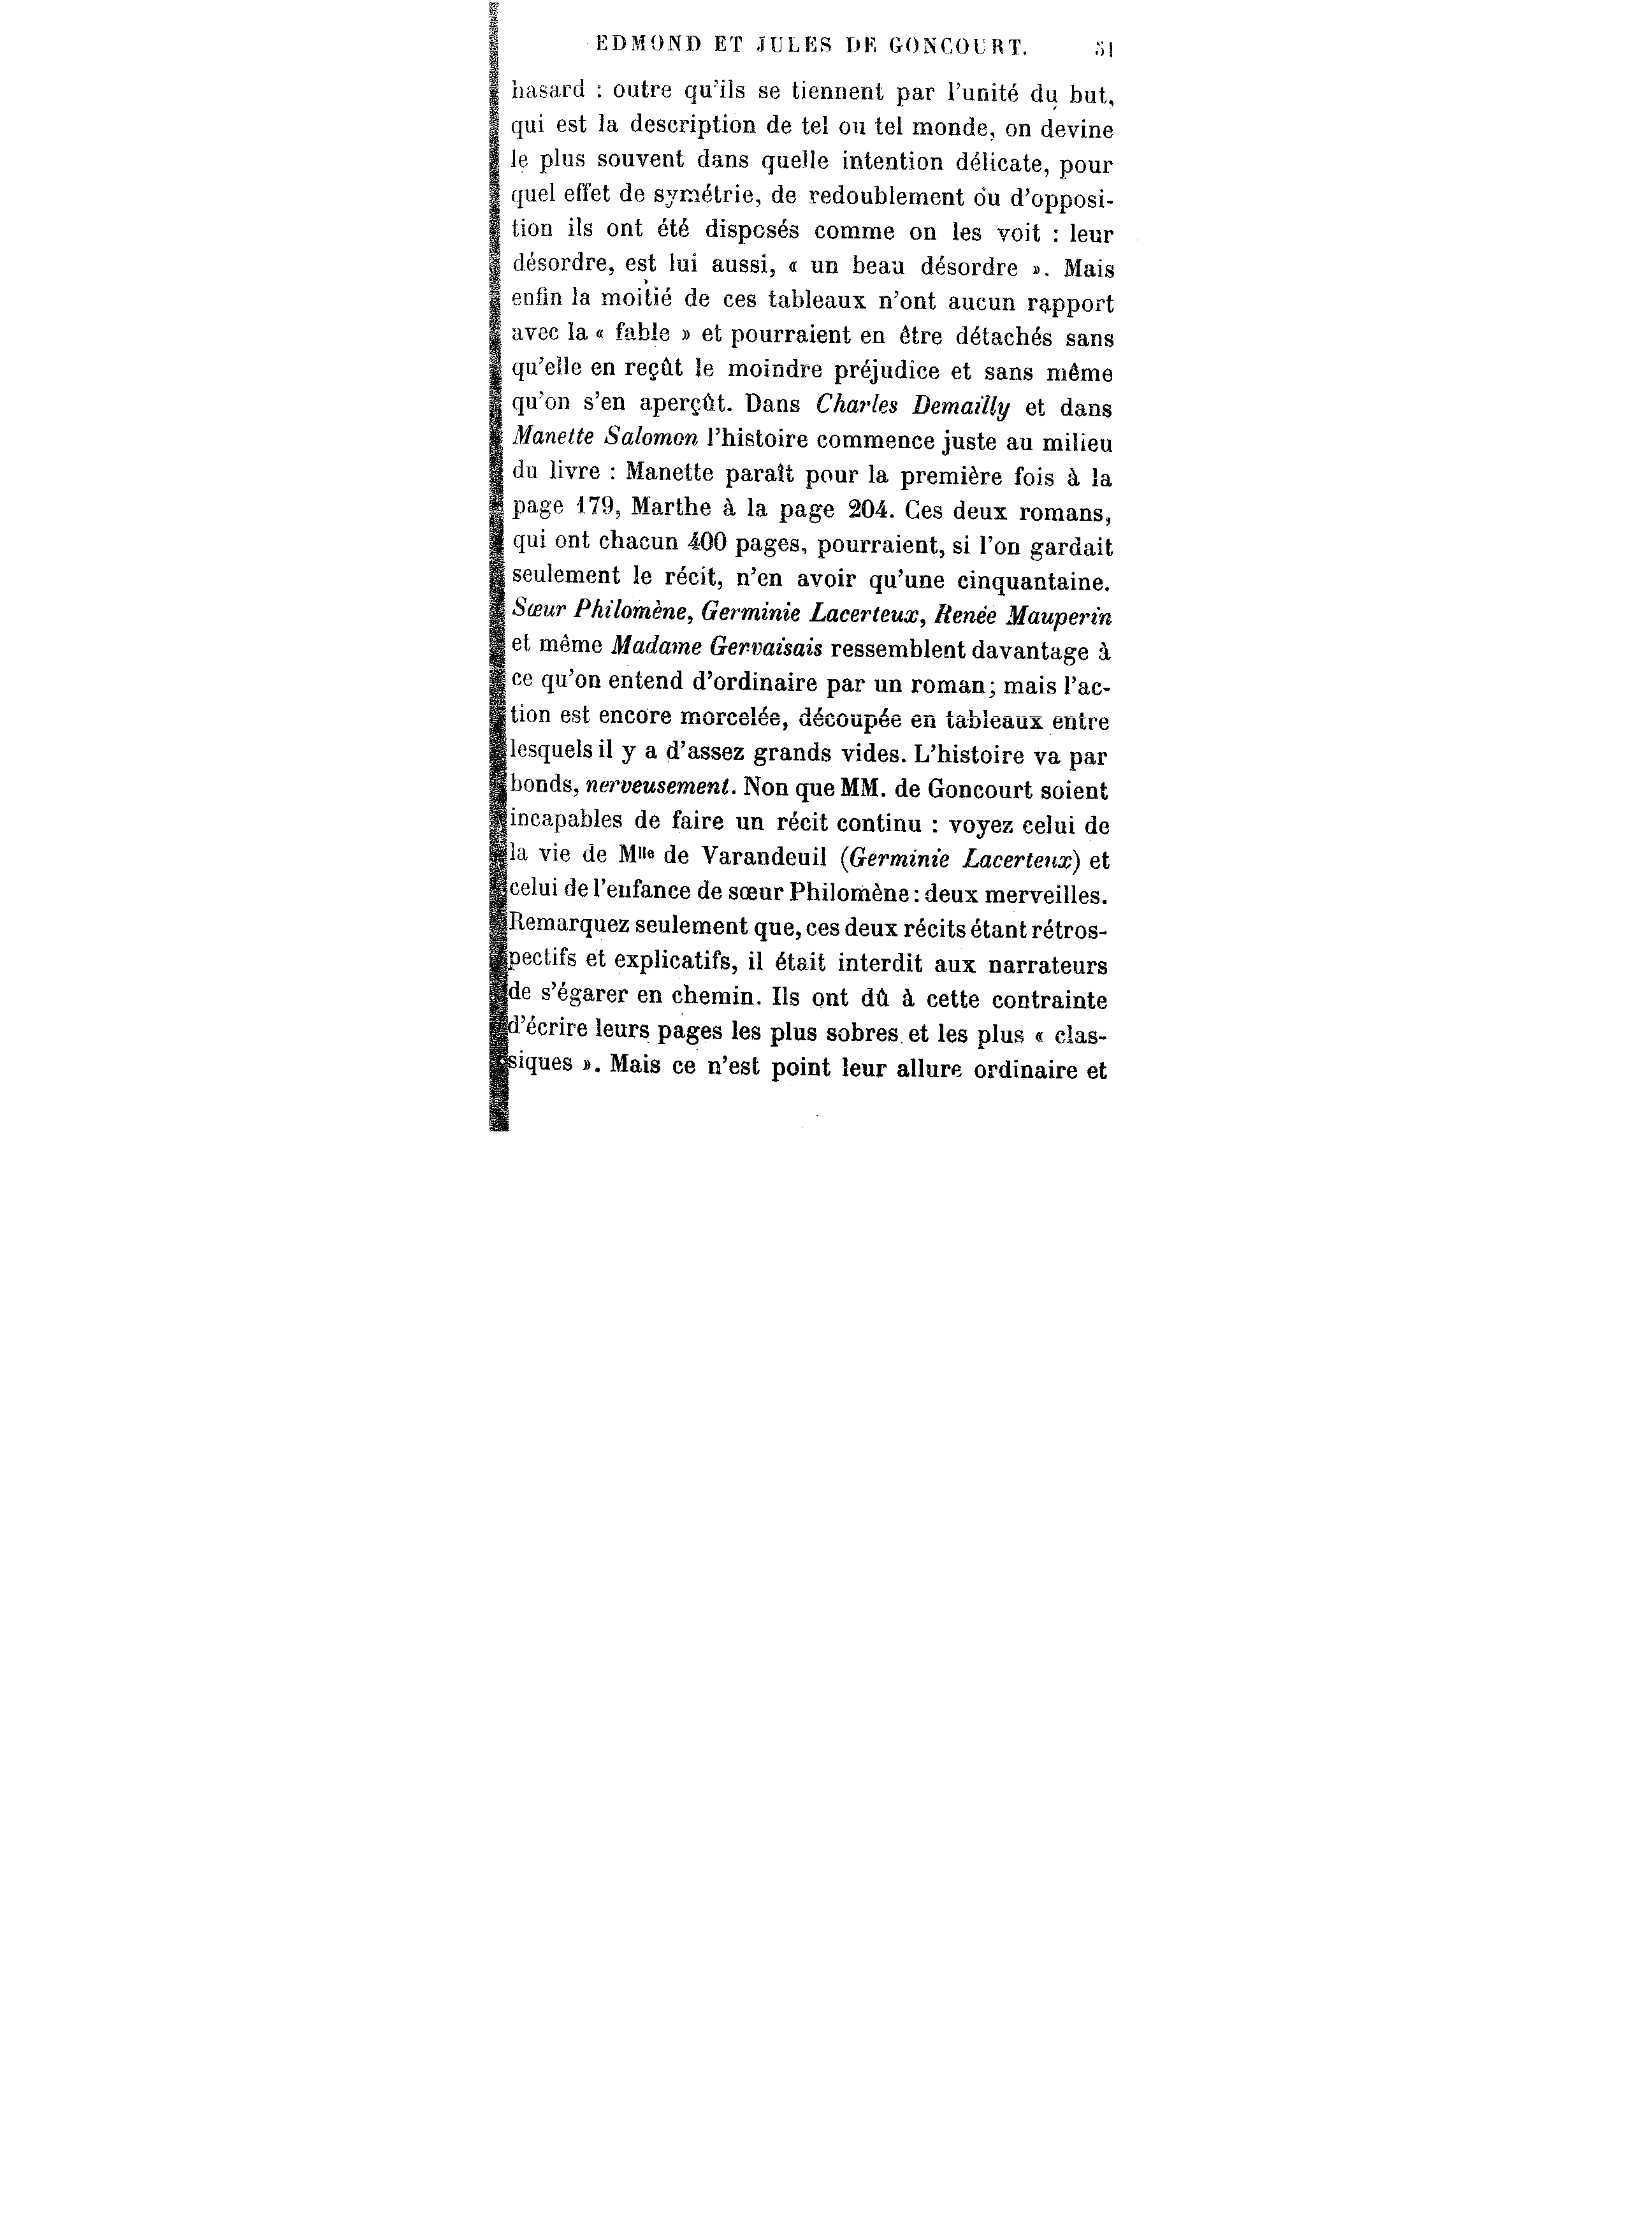 EDMOND ET JULES DE GONCOURT. 51
hasard : outre qu'ils se tiennent par l'unité du but,
qui est la description de tel ou tel monde, on devine
le plus souvent dans quelle intention délicate, pour
quel effet de symétrie, de redoublement ou d'opposi-
tion ils ont été disposés comme on les voit : leur
désordre, est lui aussi, « un beau désordre ». Mais
enfin la moitié de ces tableaux n'ont aucun rapport
avec la « fable » et pourraient en être détachés sans
qu'elle en reçût le moindre préjudice et sans même
qu'on s'en aperçût. Dans Charles Demailly et dans
Manette Salomon l'histoire commence juste au milieu
du livre : Manette paraît pour la première fois à la
page 179, Marthe à la page 204. Ces deux romans,
qui ont chacun 400 pages, pourraient, si l'on gardait
seulement le récit, n'en avoir qu'une cinquantaine.
Sœur Philomène, Germinie Lacerteux, Renée Mauperin
et même Madame Gervaisais ressemblent davantage à
ce qu'on entend d'ordinaire par un roman; mais l'ac-
tion est encore morcelée, découpée en tableaux entre
lesquels il y a d'assez grands vides. L'histoire va par
bonds, nerveusement. Non que MM. de Goncourt soient
incapables de faire un récit continu : voyez celui de
la vie de Mlle de Varandeuil (Germinie Lacerteux) et
celui de l'enfance de sœur Philomène : deux merveilles.
Remarquez seulement que, ces deux récits étant rétros-
pectifs et explicatifs, il était interdit aux narrateurs
de s'égarer en chemin. Ils ont dû à cette contrainte
d'écrire leurs pages les plus sobres et les plus « clas-
siques ». Mais ce n'est point leur allure ordinaire et